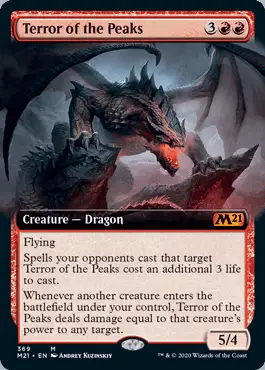 Terror of the Peaks 3
Creature — Dragon M21
Flying
Spells your opponents cast that target
Terror of the Peaks cost an additional 3 life
to cast.
Whenever another creature enters the
battlefield under your control, Terror of the
Peaks deals damage equal to that creature's
power to any target.
5/4
369 M
M21 • EN ANDREY KUZINSKIY ™ & © 2020 Wizards of the Coast